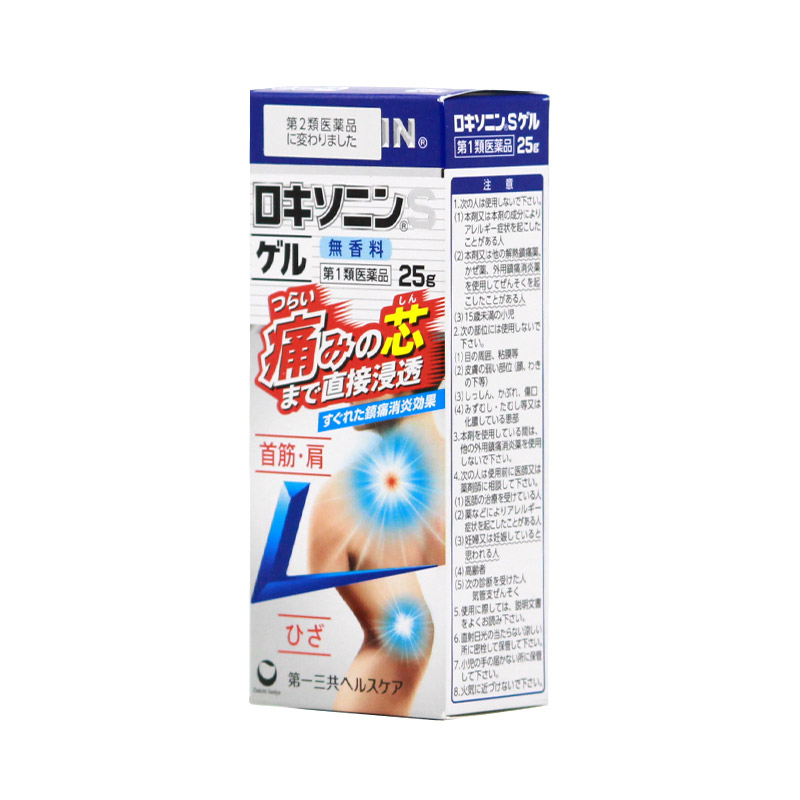 第2類医薬品
に変わりました
IN®
ロキソニン®S
ゲル
無香料
第1類医薬品
25g
つらい
痛みの芯
しん
まで直接浸透
すぐれた鎮痛消炎効果
首筋・肩
ひざ
Daiichi-Sankyo
第一三共ヘルスケア
ロキソニン®Sゲル
第1類医薬品 25g
注 意
1.次の人は使用しないで下さい。
(1)本剤又は本剤の成分により
アレルギー症状を起こした
ことがある人
(2)本剤又は他の解熱鎮痛薬、
かぜ薬、外用鎮痛消炎薬
を使用してぜんそくを起
こしたことがある人
(3)15歳未満の小児
2.次の部位には使用しないで
下さい。
(1)目の周囲、粘膜等
(2)皮膚の弱い部位(顔、わき
の下等)
(3)しっしん、かぶれ、傷口
(4)みずむし・たむし等又は
化膿している患部
3.本剤を使用している間は、
他の外用鎮痛消炎薬を使用
しないで下さい。
4.次の人は使用前に医師又は
薬剤師に相談して下さい。
(1)医師の治療を受けている人
(2)薬などによりアレルギー
症状を起こしたことがある人
(3)妊婦又は妊娠していると
思われる人
(4)高齢者
(5)次の診断を受けた人
気管支ぜんそく
5.使用に際しては、説明文書
をよくお読み下さい。
6.直射日光の当たらない涼しい
所に密栓して保管して下さい。
7.小児の手の届かない所に保管
して下さい。
8.火気に近づけないで下さい。